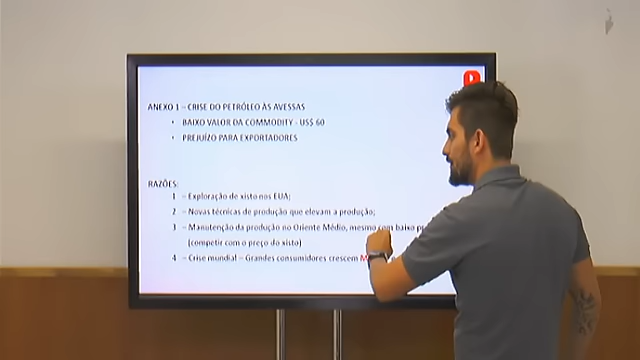 ANEXO 1 – CRISE DO PETRÓLEO ÀS AVESSAS
• BAIXO VALOR DA COMMODITY - US$ 60
• PREJUÍZO PARA EXPORTADORES
RAZÕES:
1 – Exploração de xisto nos EUA;
2 – Novas técnicas de produção que elevam a produção;
3 – Manutenção da produção no Oriente Médio, mesmo com baixo
(competir com o preço do xisto)
4 – Crise mundial – Grandes consumidores crescem